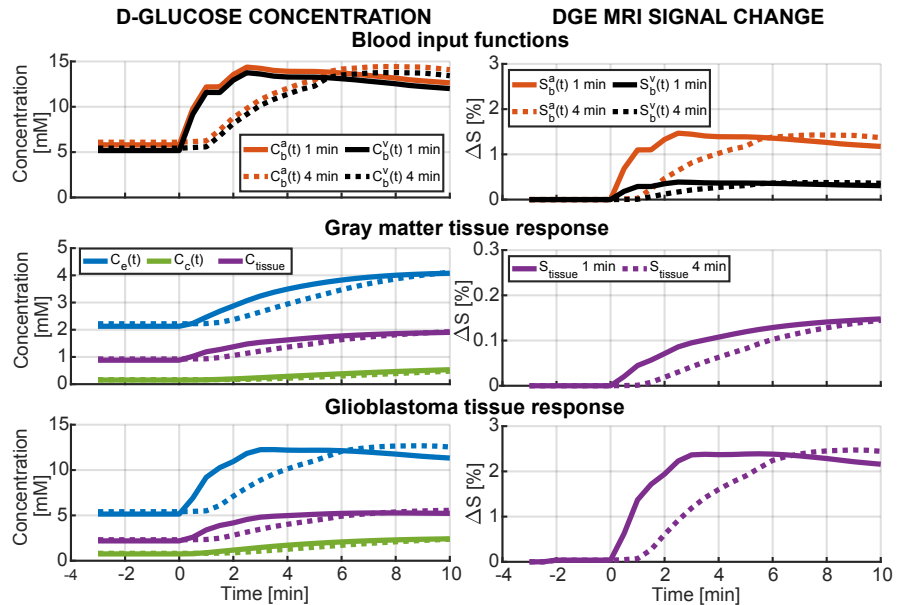 D-GLUCOSE CONCENTRATION DGE MRI SIGNAL CHANGE
Blood input functions
Concentration [mM]
15
10
5
0
C_b^a(t) 1 min C_b^v(t) 1 min
C_b^a(t) 4 min C_b^v(t) 4 min
ΔS [%]
3
2
1
0
S_b^a(t) 1 min S_b^v(t) 1 min
S_b^a(t) 4 min S_b^v(t) 4 min
Gray matter tissue response
Concentration [mM]
5
4
3
2
1
0
C_e(t) C_c(t) C_tissue
ΔS [%]
0.3
0.2
0.1
0
S_tissue 1 min S_tissue 4 min
Glioblastoma tissue response
Concentration [mM]
15
10
5
0
-4 -2 0 2 4 6 8 10
Time [min]
ΔS [%]
3
2
1
0
-4 -2 0 2 4 6 8 10
Time [min]